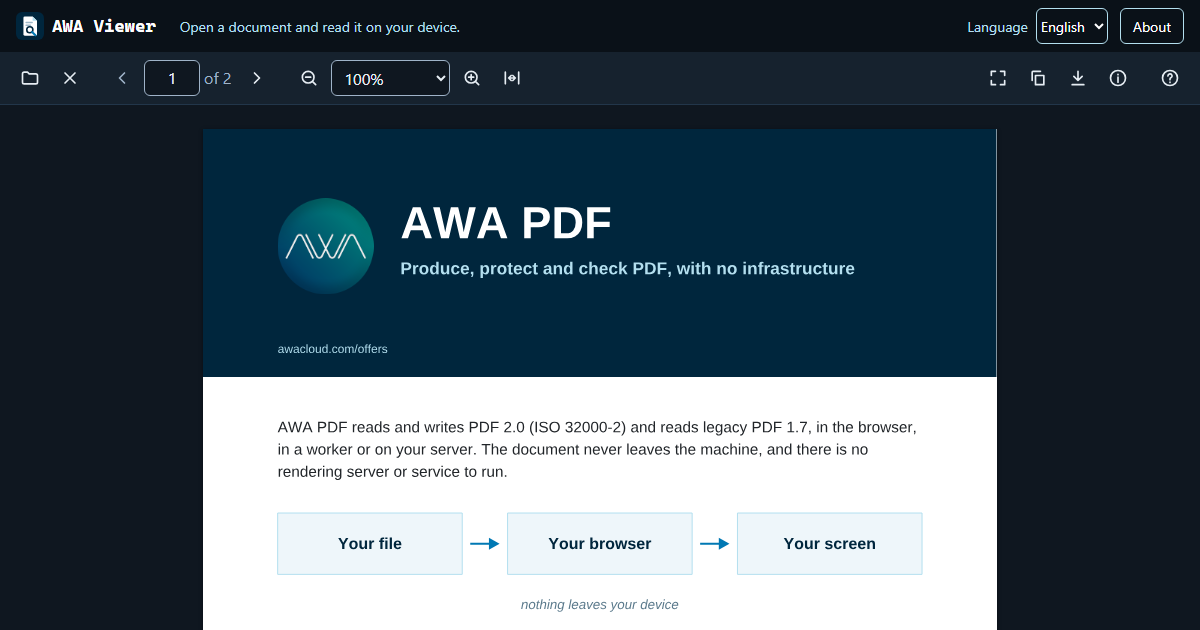 AWA Viewer
Open a document and read it on your device.
Language
English
About
1
of 2
100%
AWA
AWA PDF
Produce, protect and check PDF, with no infrastructure
awacloud.com/offers
AWA PDF reads and writes PDF 2.0 (ISO 32000-2) and reads legacy PDF 1.7, in the browser,
in a worker or on your server. The document never leaves the machine, and there is no
rendering server or service to run.
Your file
Your browser
Your screen
nothing leaves your device